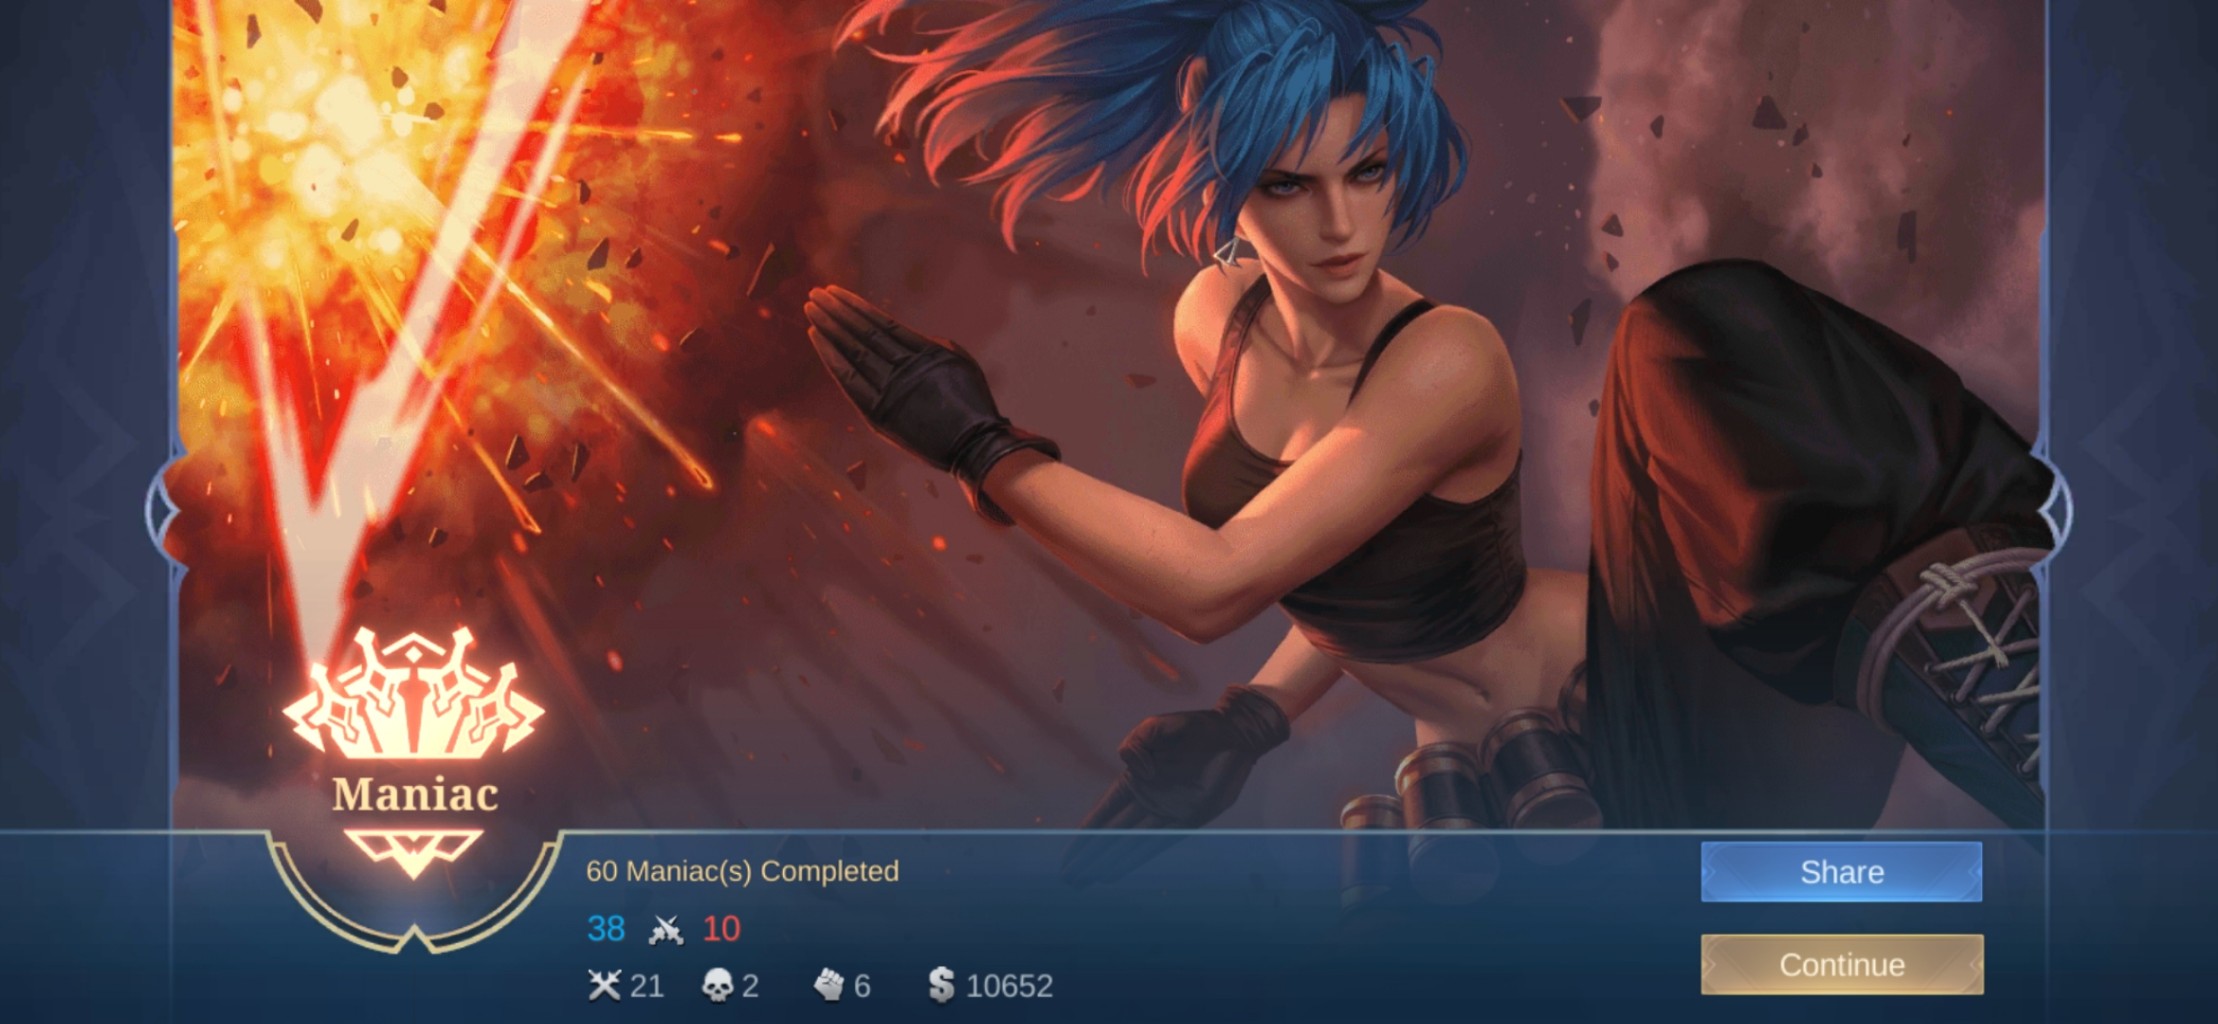 Maniac
60 Maniac(s) Completed
38 10
21 2 6 10652
Share
Continue